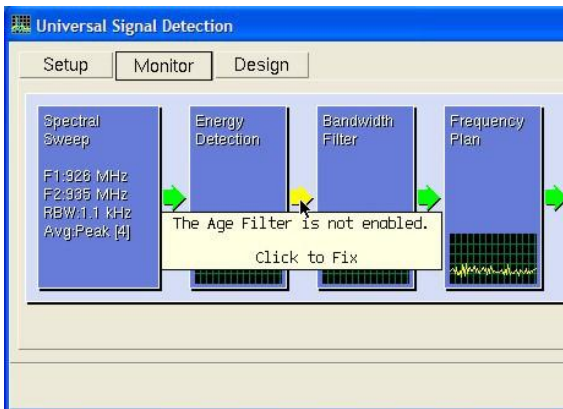 Universal Signal Detection
Setup Monitor Design
Spectral
Sweep
F1:926 MHz
F2:935 MHz
RBW:1.1 kHz
Avg:Peak [4]
Energy
Detection
Bandwidth
Filter
Frequency
Plan
The Age Filter is not enabled.
Click to Fix